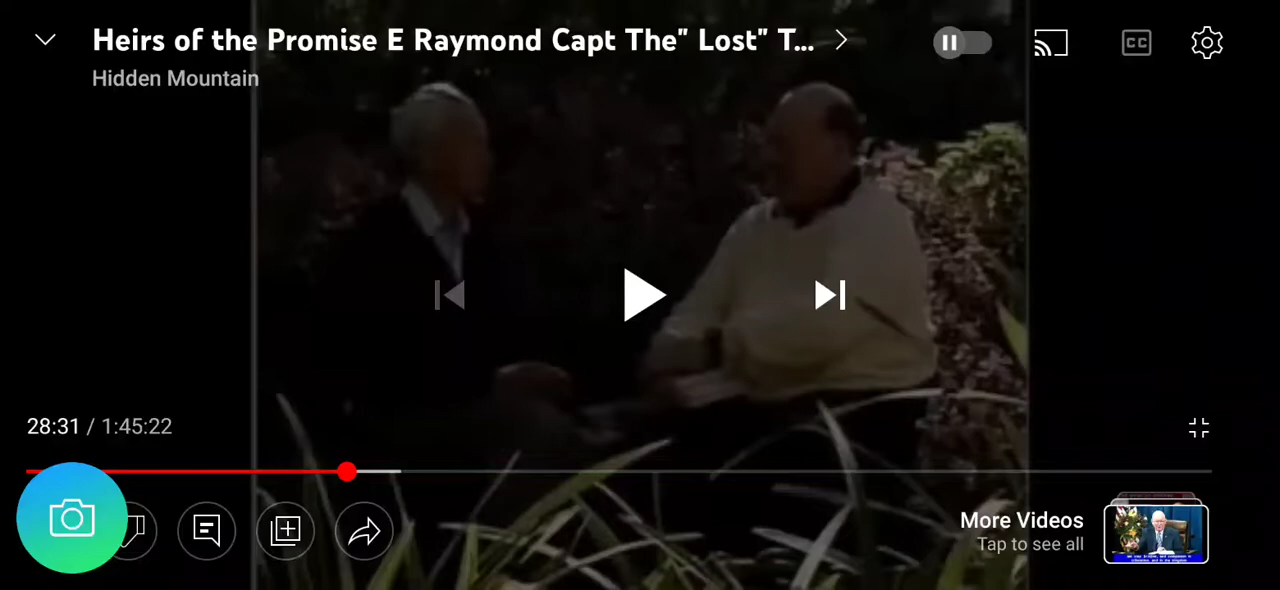 Heirs of the Promise E Raymond Capt The" Lost" T...
Hidden Mountain
CC
28:31 / 1:45:22
More Videos
Tap to see all